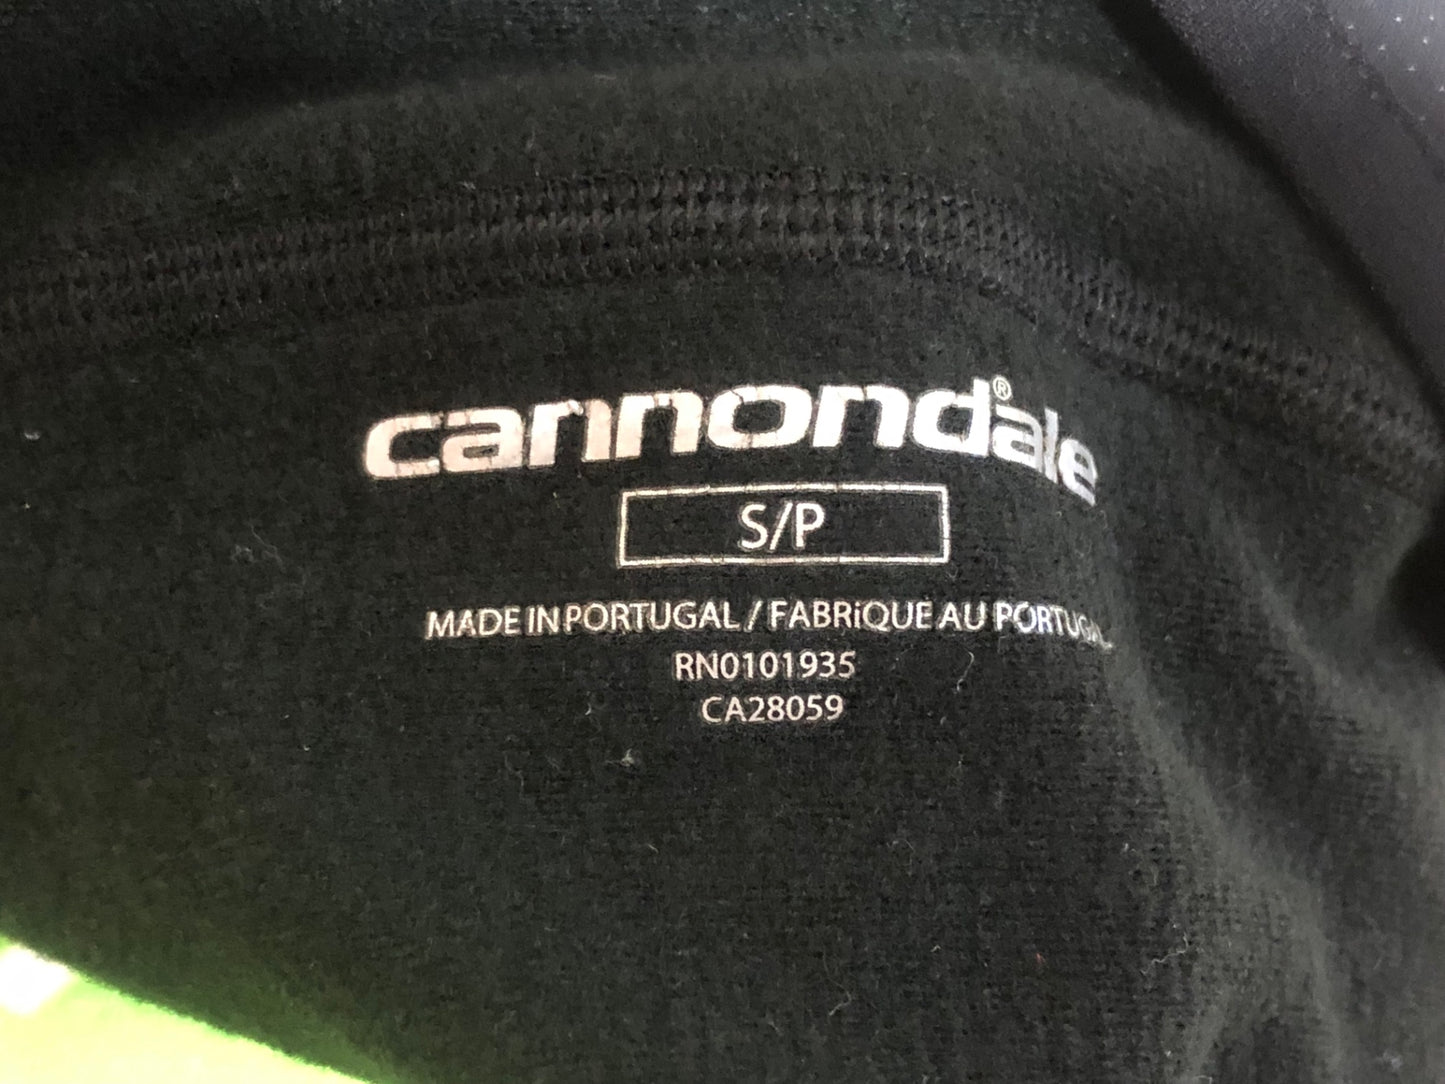 cannondale®
S/P
MADE IN PORTUGAL / FABRiQUE AU PORTUGAL
RN0101935
CA28059